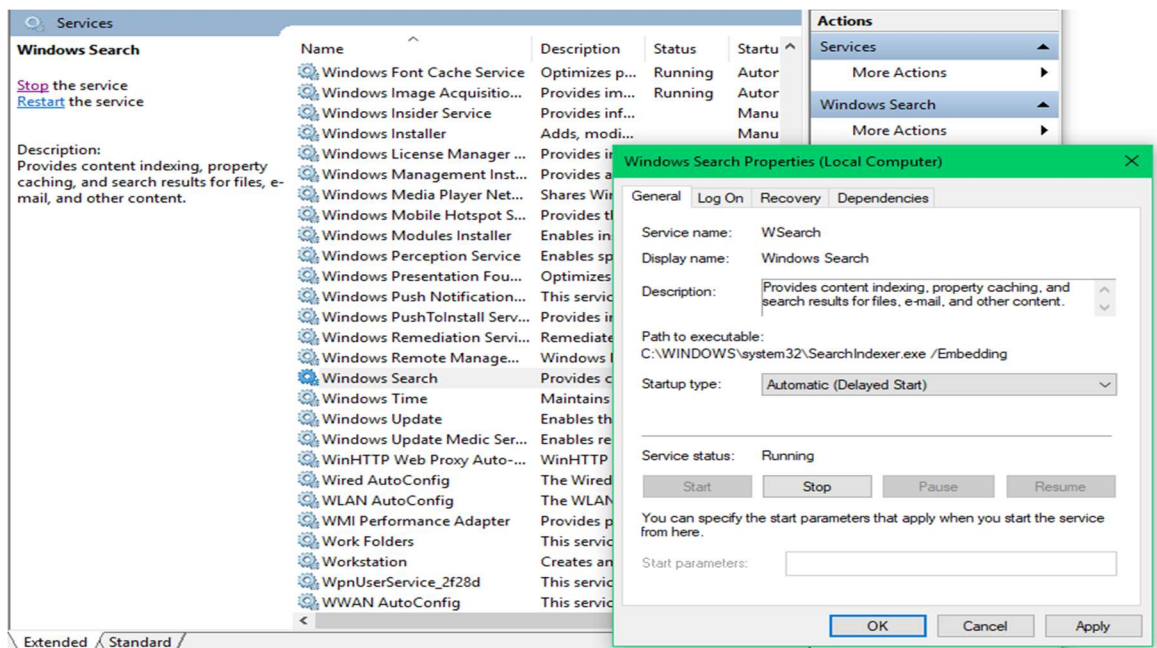 Services
Windows Search
Stop the service
Restart the service
Description:
Provides content indexing, property
caching, and search results for files, e-
mail, and other content.
Name Description Status Startu
Windows Font Cache Service Optimizes p... Running Autor
Windows Image Acquisitio... Provides im... Running Autor
Windows Insider Service Provides inf... Manu
Windows Installer Adds, modi... Manu
Windows License Manager ... Provides ir
Windows Management Inst... Provides a
Windows Media Player Net... Shares Wir
Windows Mobile Hotspot S... Provides tl
Windows Modules Installer Enables in
Windows Perception Service Enables sp
Windows Presentation Fou... Optimizes
Windows Push Notification... This servic
Windows PushToInstall Serv... Provides ir
Windows Remediation Servi... Remediate
Windows Remote Manage... Windows
Windows Search Provides c
Windows Time Maintains
Windows Update Enables th
Windows Update Medic Ser... Enables re
WinHTTP Web Proxy Auto-... WinHTTP
Wired AutoConfig The Wired
WLAN AutoConfig The WLAN
WMI Performance Adapter Provides p
Work Folders This servic
Workstation Creates an
WpnUserService_2f28d This servic
WWAN AutoConfig This servic
Extended Standard
Actions
Services
More Actions
Windows Search
More Actions
Windows Search Properties (Local Computer)
General Log On Recovery Dependencies
Service name: WSearch
Display name: Windows Search
Description: Provides content indexing, property caching, and
search results for files, e-mail, and other content.
Path to executable:
C:\WINDOWS\system32\SearchIndexer.exe /Embedding
Startup type: Automatic (Delayed Start)
Service status: Running
Start Stop Pause Resume
You can specify the start parameters that apply when you start the service
from here.
Start parameters:
OK Cancel Apply